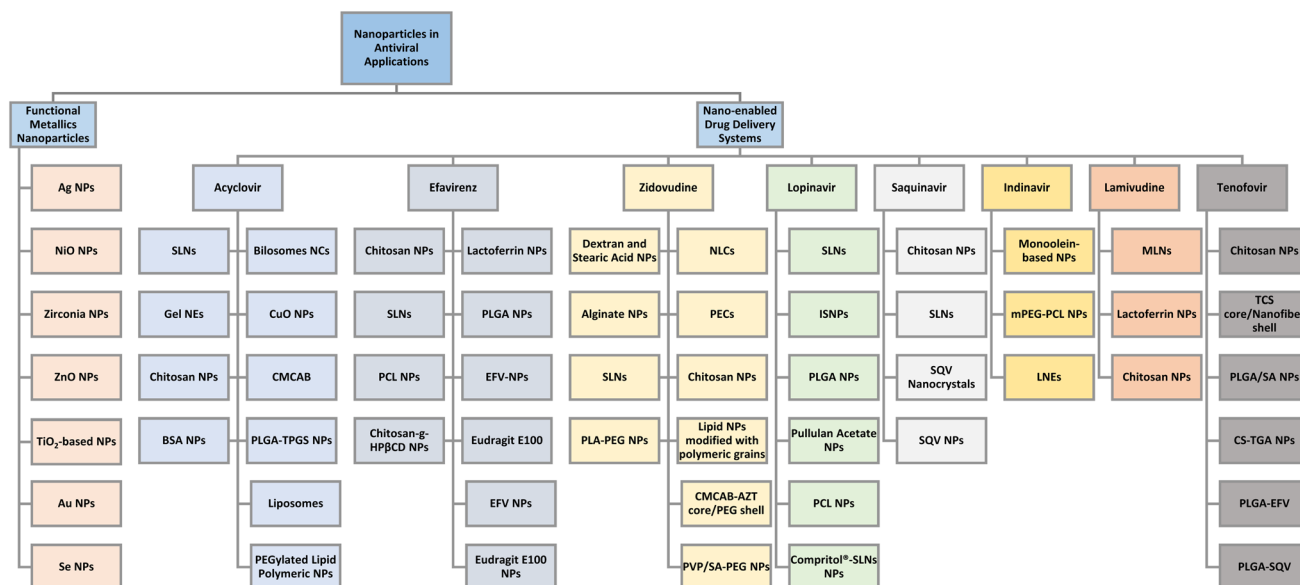 Nanoparticles in
Antiviral
Applications
Functional
Metallics
Nanoparticles
Nano-enabled
Drug Delivery
Systems
Ag NPs
NiO NPs
Zirconia NPs
ZnO NPs
TiO₂-based NPs
Au NPs
Se NPs
Acyclovir
SLNs
Gel NEs
Chitosan NPs
BSA NPs
Bilosomes NCs
CuO NPs
CMCAB
PLGA-TPGS NPs
Liposomes
PEGylated Lipid
Polymeric NPs
Efavirenz
Chitosan NPs
SLNs
PCL NPs
Chitosan-g-
HPβCD NPs
Lactoferrin NPs
PLGA NPs
EFV-NPs
Eudragit E100
EFV NPs
Eudragit E100
NPs
Zidovudine
Dextran and
Stearic Acid NPs
Alginate NPs
SLNs
PLA-PEG NPs
NLCs
PECs
Chitosan NPs
Lipid NPs
modified with
polymeric grains
CMCAB-AZT
core/PEG shell
PVP/SA-PEG NPs
Lopinavir
SLNs
ISNPs
PLGA NPs
Pullulan Acetate
NPs
PCL NPs
Compritol®-SLNs
NPs
Saquinavir
Chitosan NPs
SLNs
SQV
Nanocrystals
SQV NPs
Indinavir
Monoolein-
based NPs
mPEG-PCL NPs
LNEs
Lamivudine
MLNs
Lactoferrin NPs
Chitosan NPs
Tenofovir
Chitosan NPs
TCS
core/Nanofiber
shell
PLGA/SA NPs
CS-TGA NPs
PLGA-EFV
PLGA-SQV